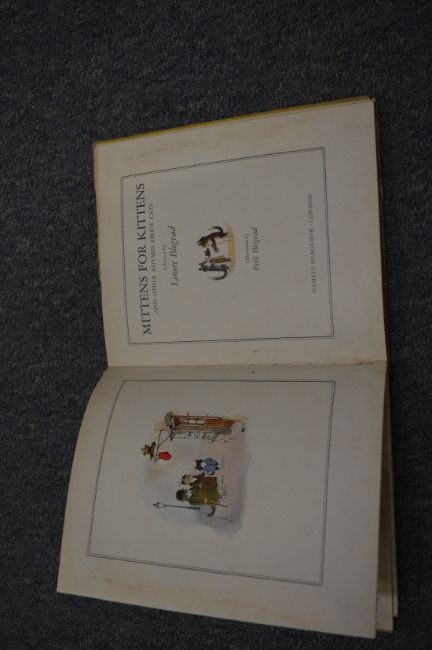 MITTENS FOR KITTENS
AND OTHER RHYMES ABOUT CATS
Chosen by
Lenore Blegvad
Illustrated by
Erik Blegvad
HAMISH HAMILTON · LONDON